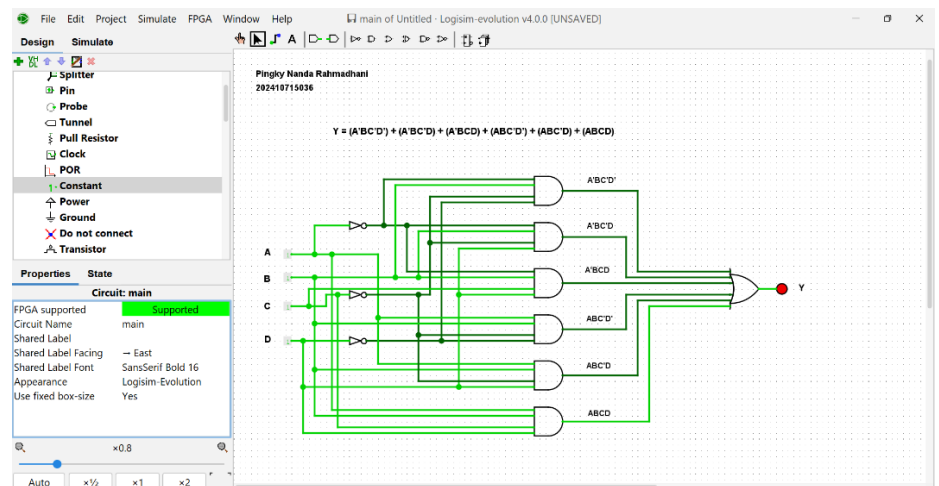 File Edit Project Simulate FPGA Window Help
main of Untitled · Logisim-evolution v4.0.0 [UNSAVED]
Design Simulate
A
VH
DL
Splitter
Pin
Probe
Tunnel
Pull Resistor
Clock
POR
Constant
Power
Ground
Do not connect
Transistor
Properties State
Circuit: main
FPGA supported Supported
Circuit Name main
Shared Label
Shared Label Facing → East
Shared Label Font SansSerif Bold 16
Appearance Logisim-Evolution
Use fixed box-size Yes
×0.8
Auto ×½ ×1 ×2
Pingky Nanda Rahmadhani
202410715036
Y = (A'BC'D') + (A'BC'D) + (A'BCD) + (ABC'D') + (ABC'D) + (ABCD)
A'BC'D'
A'BC'D
A
B
A'BCD
Y
C
ABC'D'
D
ABC'D
ABCD